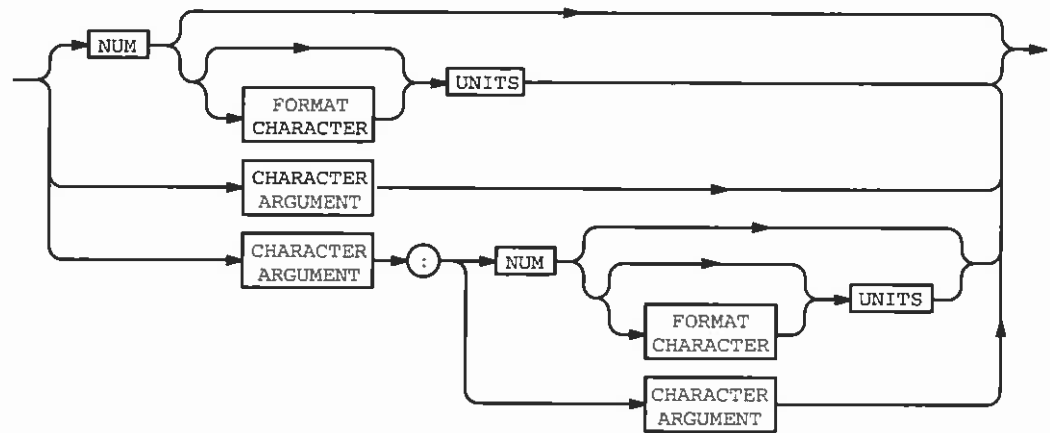 NUM
FORMAT
CHARACTER
UNITS
CHARACTER
ARGUMENT
CHARACTER
ARGUMENT
:
NUM
FORMAT
CHARACTER
UNITS
CHARACTER
ARGUMENT